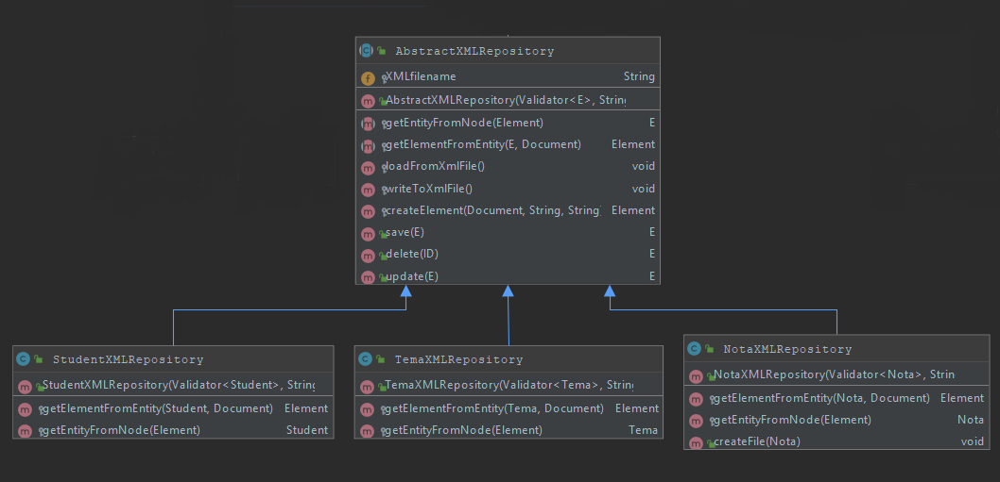 AbstractXMLRepository
XMLfilename String
AbstractXMLRepository(Validator<E>, String
getEntityFromNode(Element) E
getElementFromEntity(E, Document) Element
loadFromXmlFile() void
writeToXmlFile() void
createElement(Document, String, String) Element
save(E) E
delete(ID) E
update(E) E
StudentXMLRepository
StudentXMLRepository(Validator<Student>, String
getElementFromEntity(Student, Document) Element
getEntityFromNode(Element) Student
TemaXMLRepository
TemaXMLRepository(Validator<Tema>, String
getElementFromEntity(Tema, Document) Element
getEntityFromNode(Element) Tema
NotaXMLRepository
NotaXMLRepository(Validator<Nota>, Strin
getElementFromEntity(Nota, Document) Element
getEntityFromNode(Element) Nota
createFile(Nota) void